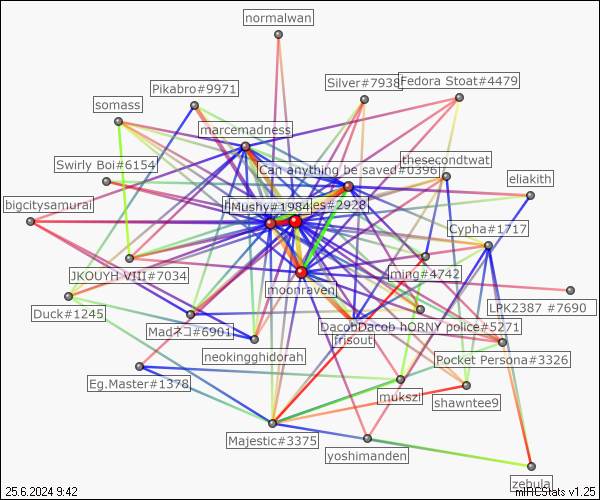 normalwan
Silver#7938
Fedora Stoat#4479
Pikabro#9971
somass
marcemadness
thesecondtwat
Swirly Boi#6154
Can anything be saved#0396
eliakith
bigcitysamurai
Mushy#1984
es#2928
Cypha#1717
JKOUYH-VIII#7034
ming#4742
moonraven
Duck#1245
LPK2387 #7690
Madネコ#6901
DacobDacob hORNY police#5271
frisout
neokingghidorah
Pocket Persona#3326
Eg.Master#1378
mukszi
shawntee9
Majestic#3375
yoshimanden
zebula
25.6.2024 9:42
mIRCStats v1.25